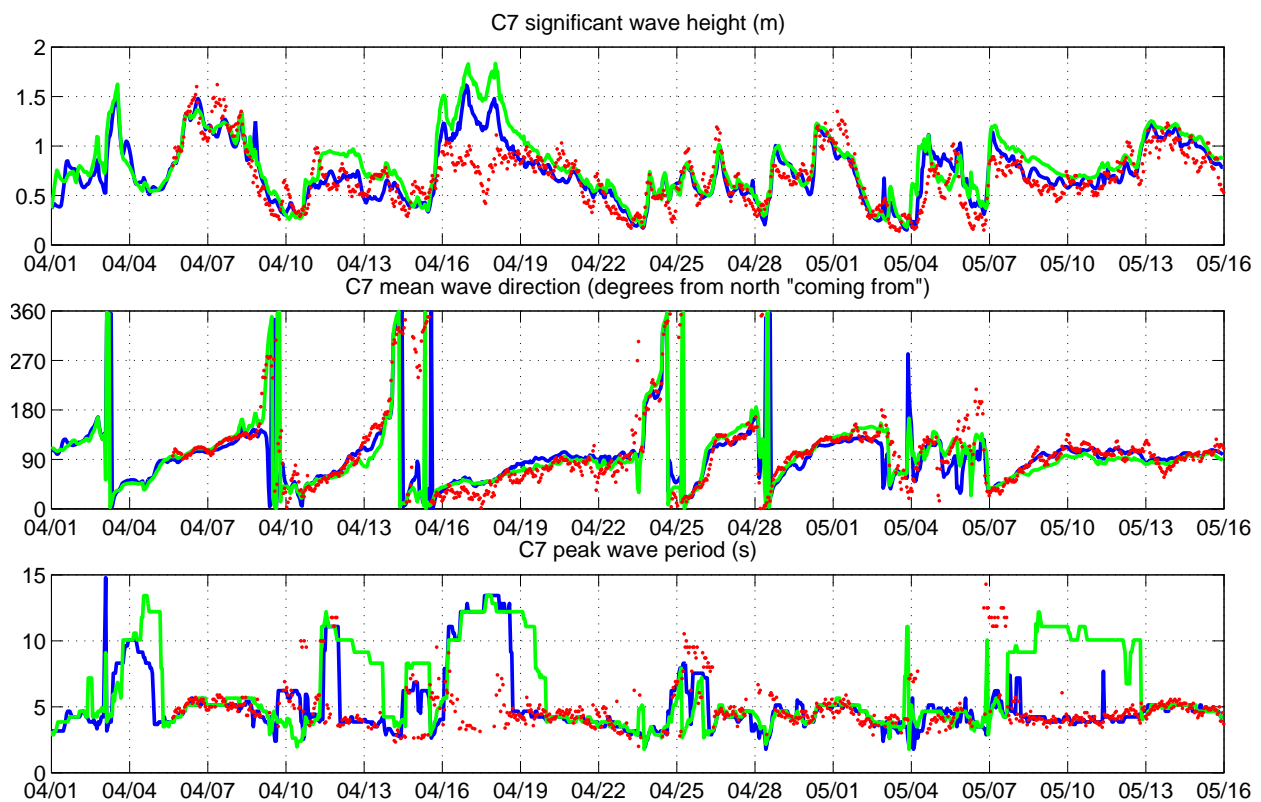 C7 significant wave height (m)
2
1.5
1
0.5
0
04/01 04/04 04/07 04/10 04/13 04/16 04/19 04/22 04/25 04/28 05/01 05/04 05/07 05/10 05/13 05/16
C7 mean wave direction (degrees from north "coming from")
360
270
180
90
0
04/01 04/04 04/07 04/10 04/13 04/16 04/19 04/22 04/25 04/28 05/01 05/04 05/07 05/10 05/13 05/16
C7 peak wave period (s)
15
10
5
0
04/01 04/04 04/07 04/10 04/13 04/16 04/19 04/22 04/25 04/28 05/01 05/04 05/07 05/10 05/13 05/16